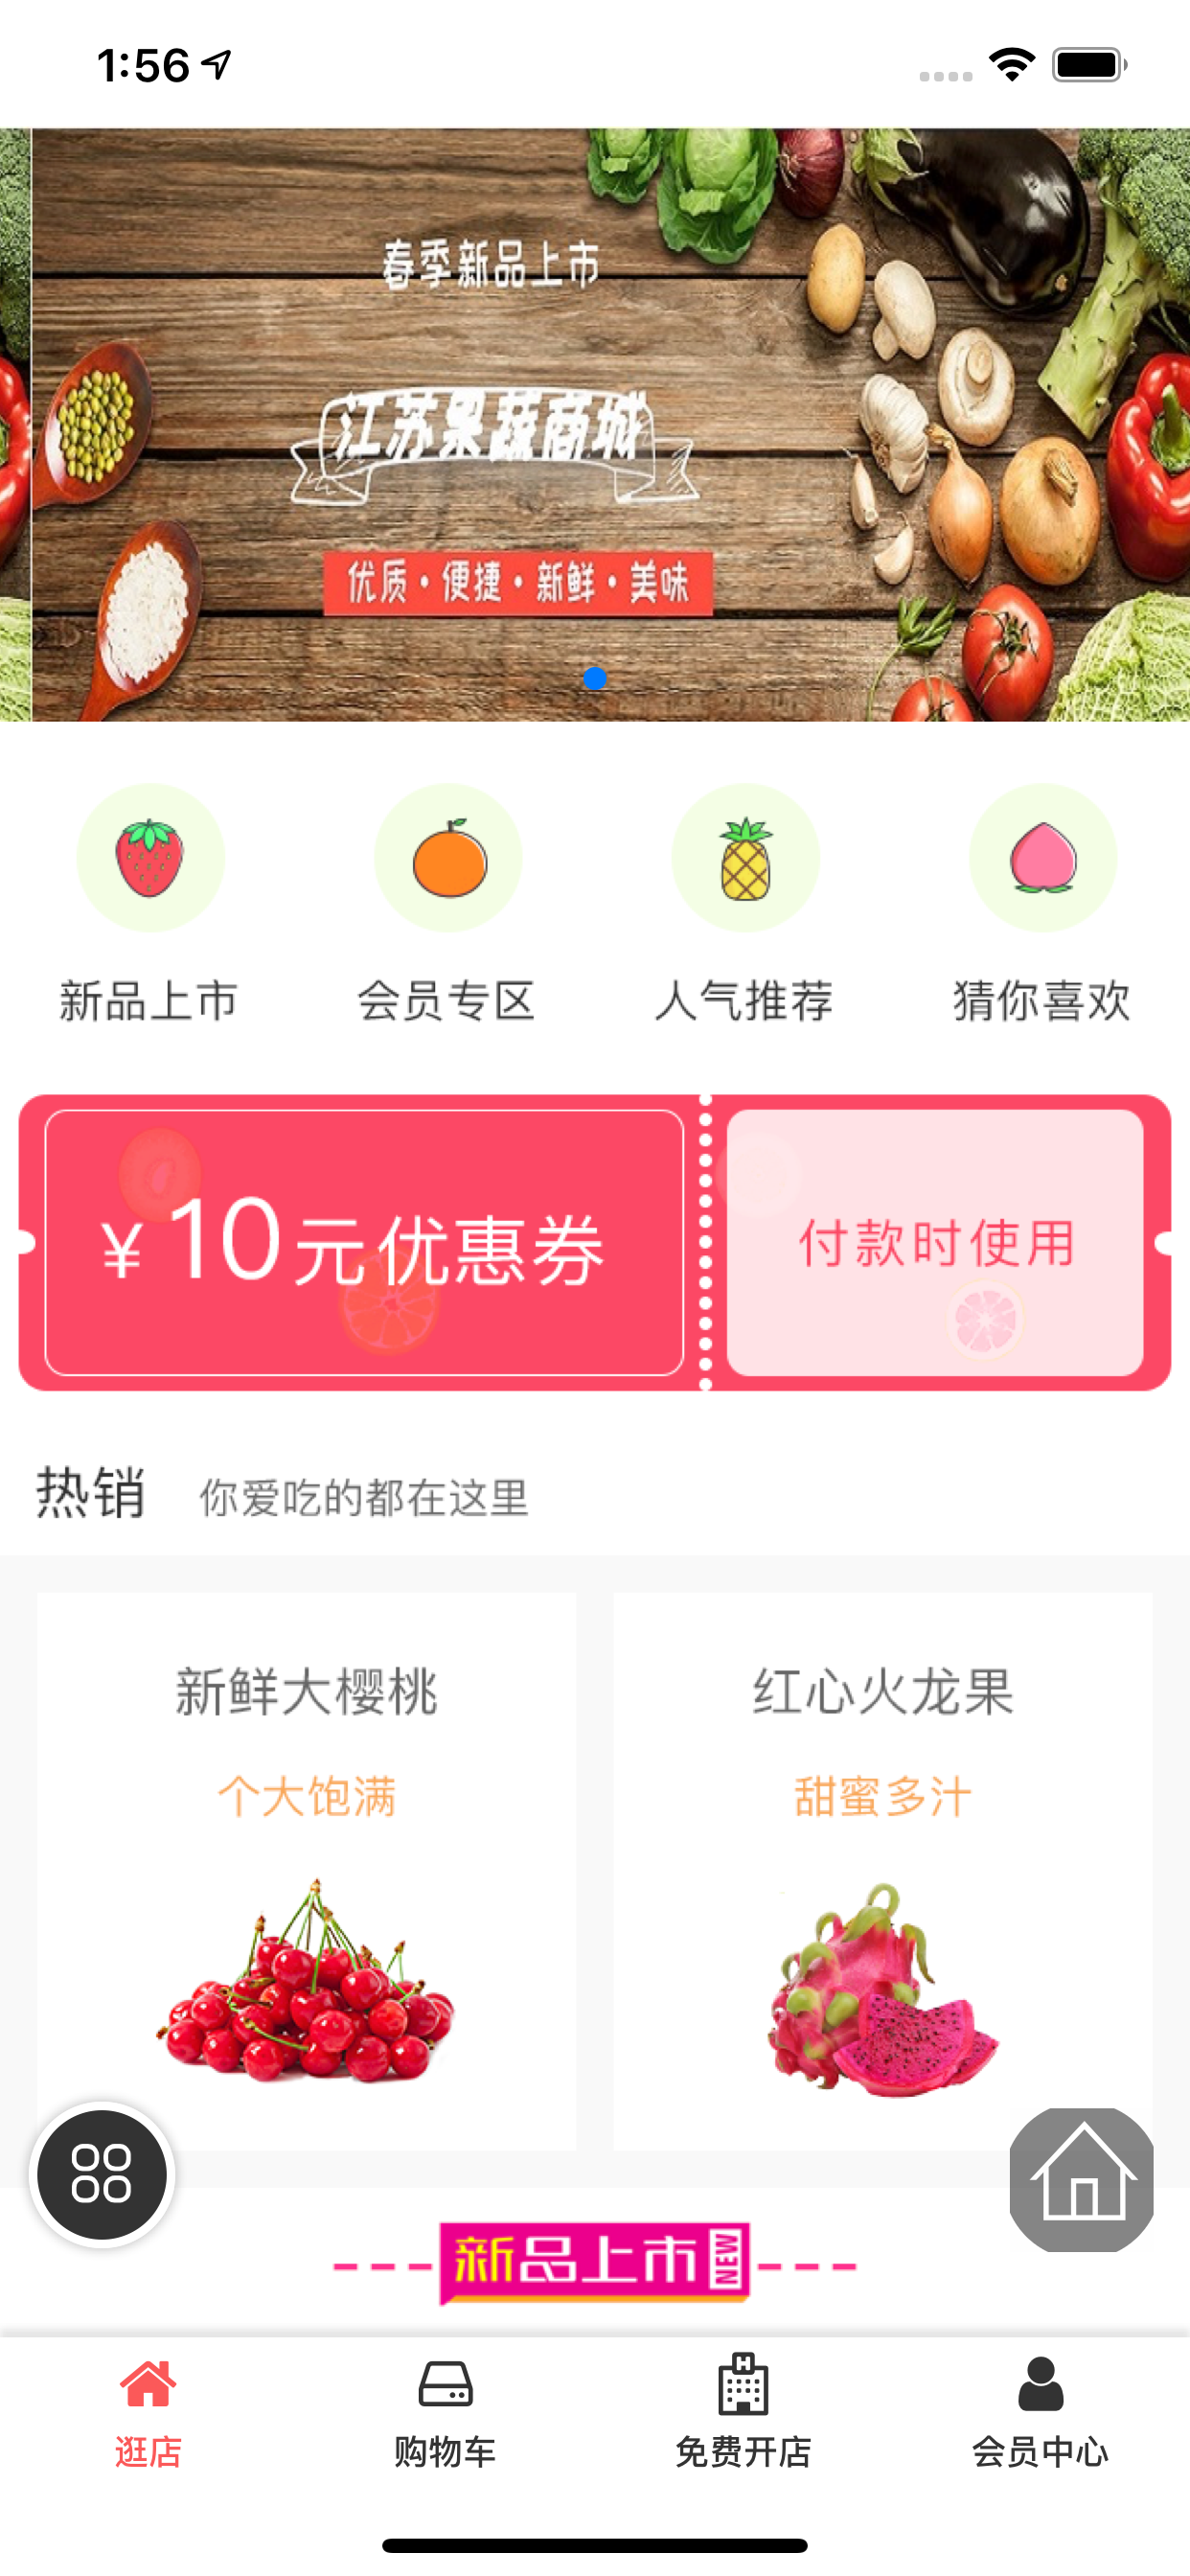 1:56
春季新品上市
江苏果蔬商城
优质·便捷·新鲜·美味
新品上市
会员专区
人气推荐
猜你喜欢
¥10元优惠券
付款时使用
热销 你爱吃的都在这里
新鲜大樱桃
个大饱满
红心火龙果
甜蜜多汁
新品上市 NEW
逛店
购物车
免费开店
会员中心